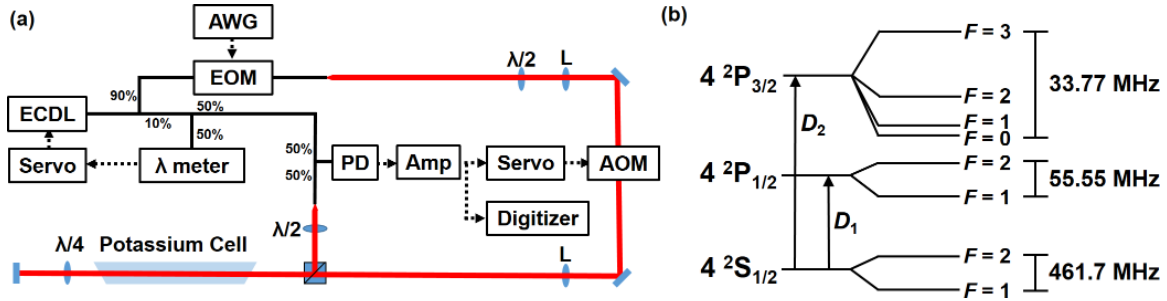 (a)
AWG
EOM
λ/2
L
90%
ECDL
10%
50%
50%
Servo
λ meter
50%
50%
PD
Amp
Servo
AOM
Digitizer
λ/2
λ/4
Potassium Cell
L
(b)
4 ²P₃/₂
F = 3
F = 2
F = 1
F = 0
33.77 MHz
D₂
4 ²P₁/₂
F = 2
F = 1
55.55 MHz
D₁
4 ²S₁/₂
F = 2
F = 1
461.7 MHz